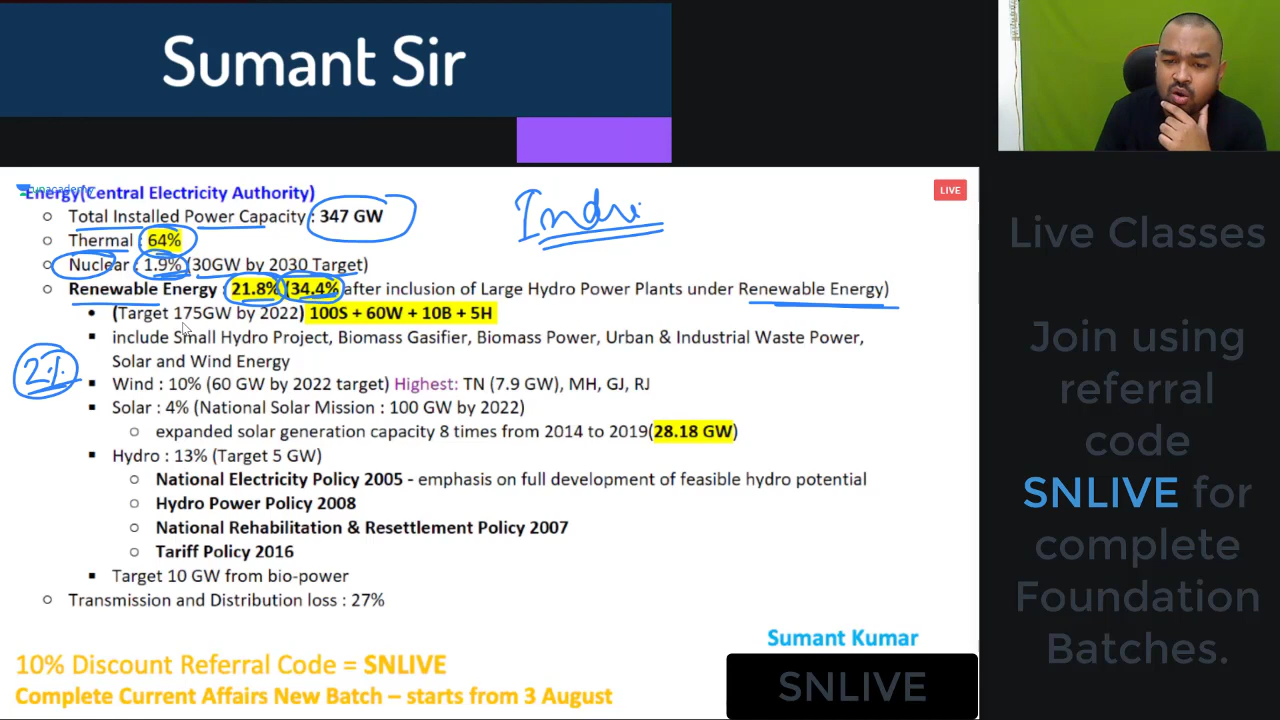 Sumant Sir
Energy(Central Electricity Authority)
LIVE
Indi
○ Total Installed Power Capacity : 347 GW
○ Thermal : 64%
○ Nuclear : 1.9% (30GW by 2030 Target)
○ Renewable Energy : 21.8% (34.4% after inclusion of Large Hydro Power Plants under Renewable Energy)
• (Target 175GW by 2022) 100S + 60W + 10B + 5H
▪ include Small Hydro Project, Biomass Gasifier, Biomass Power, Urban & Industrial Waste Power,
Solar and Wind Energy
2%
▪ Wind : 10% (60 GW by 2022 target) Highest: TN (7.9 GW), MH, GJ, RJ
▪ Solar : 4% (National Solar Mission : 100 GW by 2022)
○ expanded solar generation capacity 8 times from 2014 to 2019(28.18 GW)
▪ Hydro : 13% (Target 5 GW)
○ National Electricity Policy 2005 - emphasis on full development of feasible hydro potential
○ Hydro Power Policy 2008
○ National Rehabilitation & Resettlement Policy 2007
○ Tariff Policy 2016
▪ Target 10 GW from bio-power
○ Transmission and Distribution loss : 27%
Sumant Kumar
10% Discount Referral Code = SNLIVE
Complete Current Affairs New Batch – starts from 3 August
SNLIVE
Live Classes
Join using
referral
code
SNLIVE for
complete
Foundation
Batches.